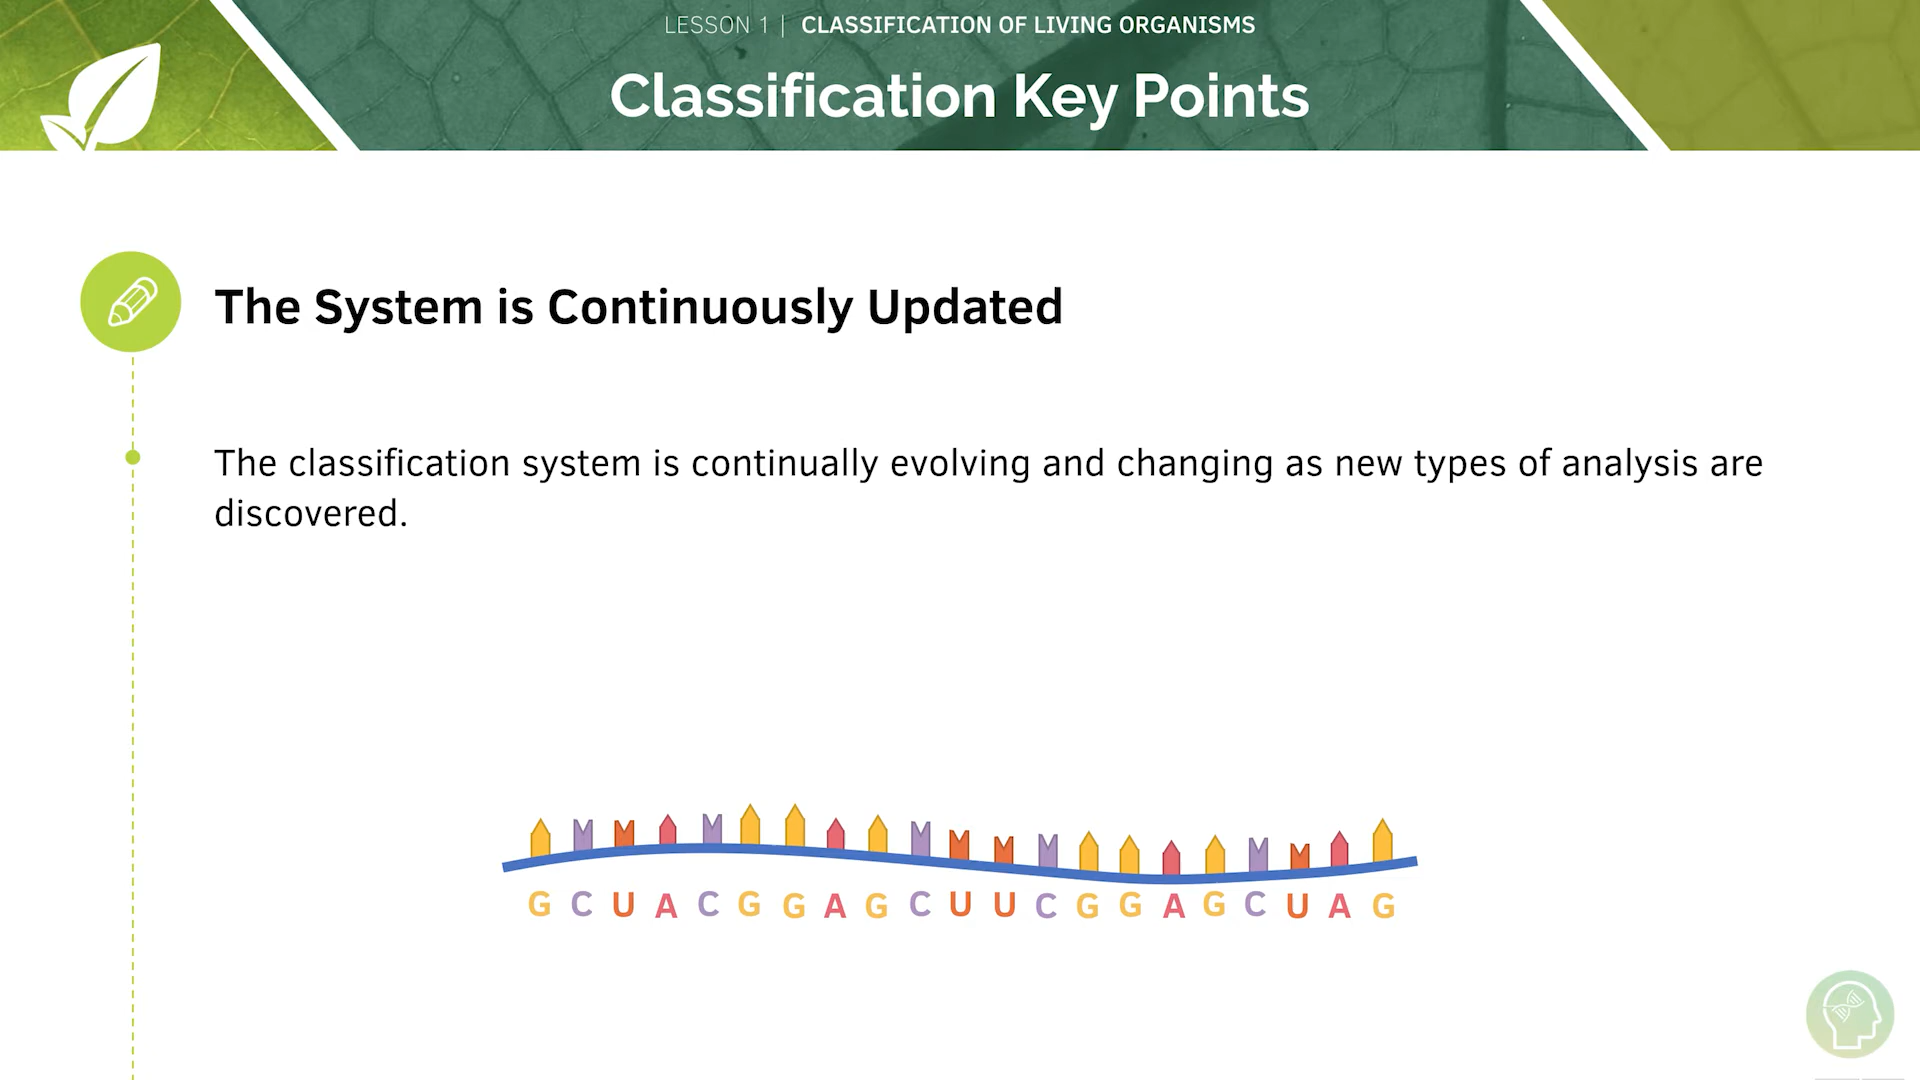 LESSON 1 | CLASSIFICATION OF LIVING ORGANISMS
Classification Key Points
The System is Continuously Updated
The classification system is continually evolving and changing as new types of analysis are
discovered.
G C U A C G G A G C U U C G G A G C U A G